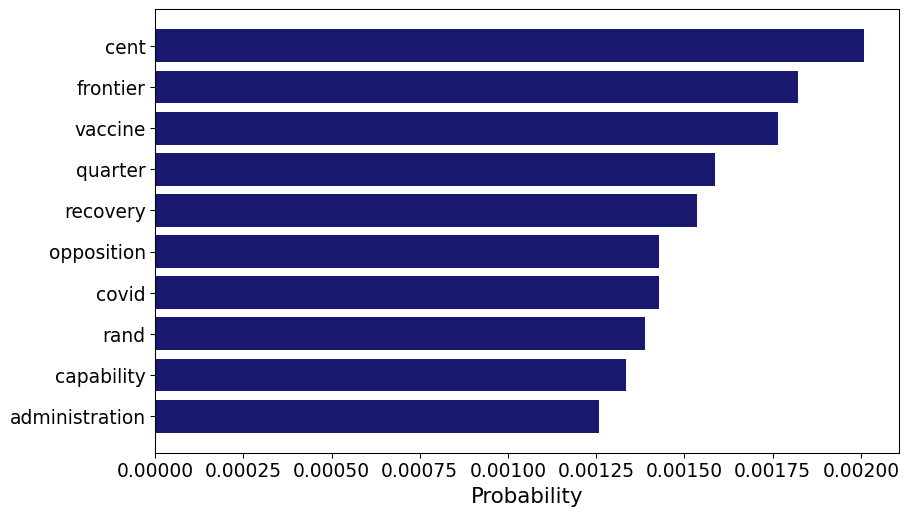 cent
frontier
vaccine
quarter
recovery
opposition
covid
rand
capability
administration
0.00000 0.00025 0.00050 0.00075 0.00100 0.00125 0.00150 0.00175 0.00200
Probability